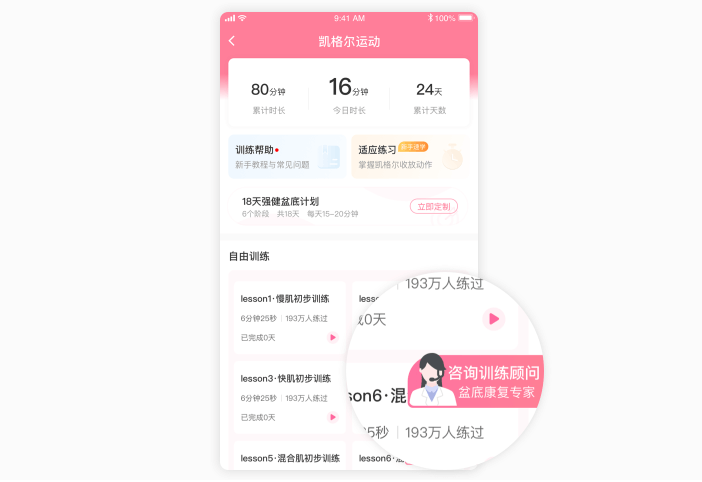 9:41 AM
100%
凯格尔运动
80分钟
16分钟
24天
累计时长
今日时长
累计天数
训练帮助
新手教程与常见问题
适应练习
新手速学
掌握凯格尔收放动作
18天强健盆底计划
6个阶段 共18天 每天15-20分钟
立即定制
自由训练
lesson1·慢肌初步训练
6分钟25秒 193万人练过
已完成0天
lesson3·快肌初步训练
6分钟25秒 193万人练过
已完成0天
lesson5·混合肌初步训练
lesson6·混
193万人练过
成0天
咨询训练顾问
盆底康复专家
son6·混
25秒 193万人练过